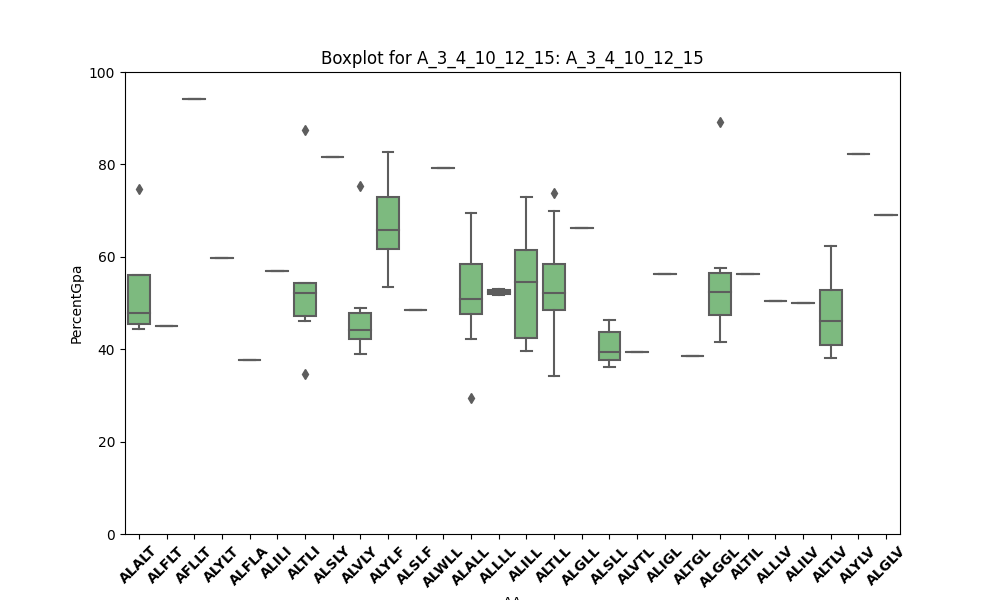 Boxplot for A_3_4_10_12_15: A_3_4_10_12_15
PercentGpa
100
80
60
40
20
0
ALALT ALFLT AFLLT ALYLT ALFLA ALILI ALTLI ALSLY ALVLY ALYLF ALSLF ALWLL ALALL ALLLL ALILL ALTLL ALGLL ALSLL ALVTL ALIGL ALTGL ALGGL ALTIL ALLLV ALILV ALTLV ALYLV ALGLV